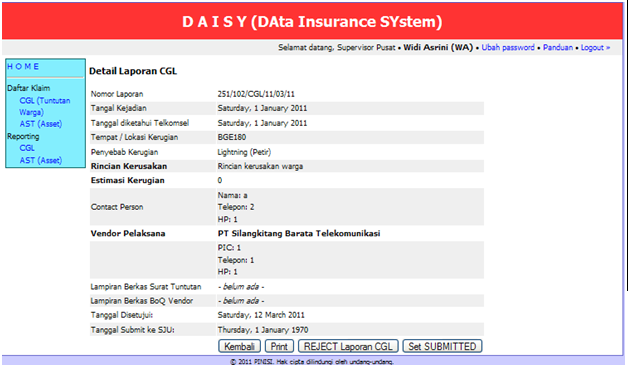 D A I S Y (DAta Insurance SYstem)
Selamat datang, Supervisor Pusat • Widi Asrini (WA) • Ubah password • Panduan • Logout »
H O M E
Daftar Klaim
CGL (Tuntutan
Warga)
AST (Asset)
Reporting
CGL
AST (Asset)
Detail Laporan CGL
Nomor Laporan 251/102/CGL/11/03/11
Tangal Kejadian Saturday, 1 January 2011
Tanggal diketahui Telkomsel Saturday, 1 January 2011
Tempat / Lokasi Kerugian BGE180
Penyebab Kerugian Lightning (Petir)
Rincian Kerusakan Rincian kerusakan warga
Estimasi Kerugian 0
Contact Person
Nama: a
Telepon: 2
HP: 1
Vendor Pelaksana PT Silangkitang Barata Telekomunikasi
PIC: 1
Telepon: 1
HP: 1
Lampiran Berkas Surat Tuntutan - belum ada -
Lampiran Berkas BoQ Vendor - belum ada -
Tanggal Disetujui: Saturday, 12 March 2011
Tanggal Submit ke SJU: Thursday, 1 January 1970
Kembali Print REJECT Laporan CGL Set SUBMITTED
© 2011 PINISI. Hak cipta dilindungi oleh undang-undang.